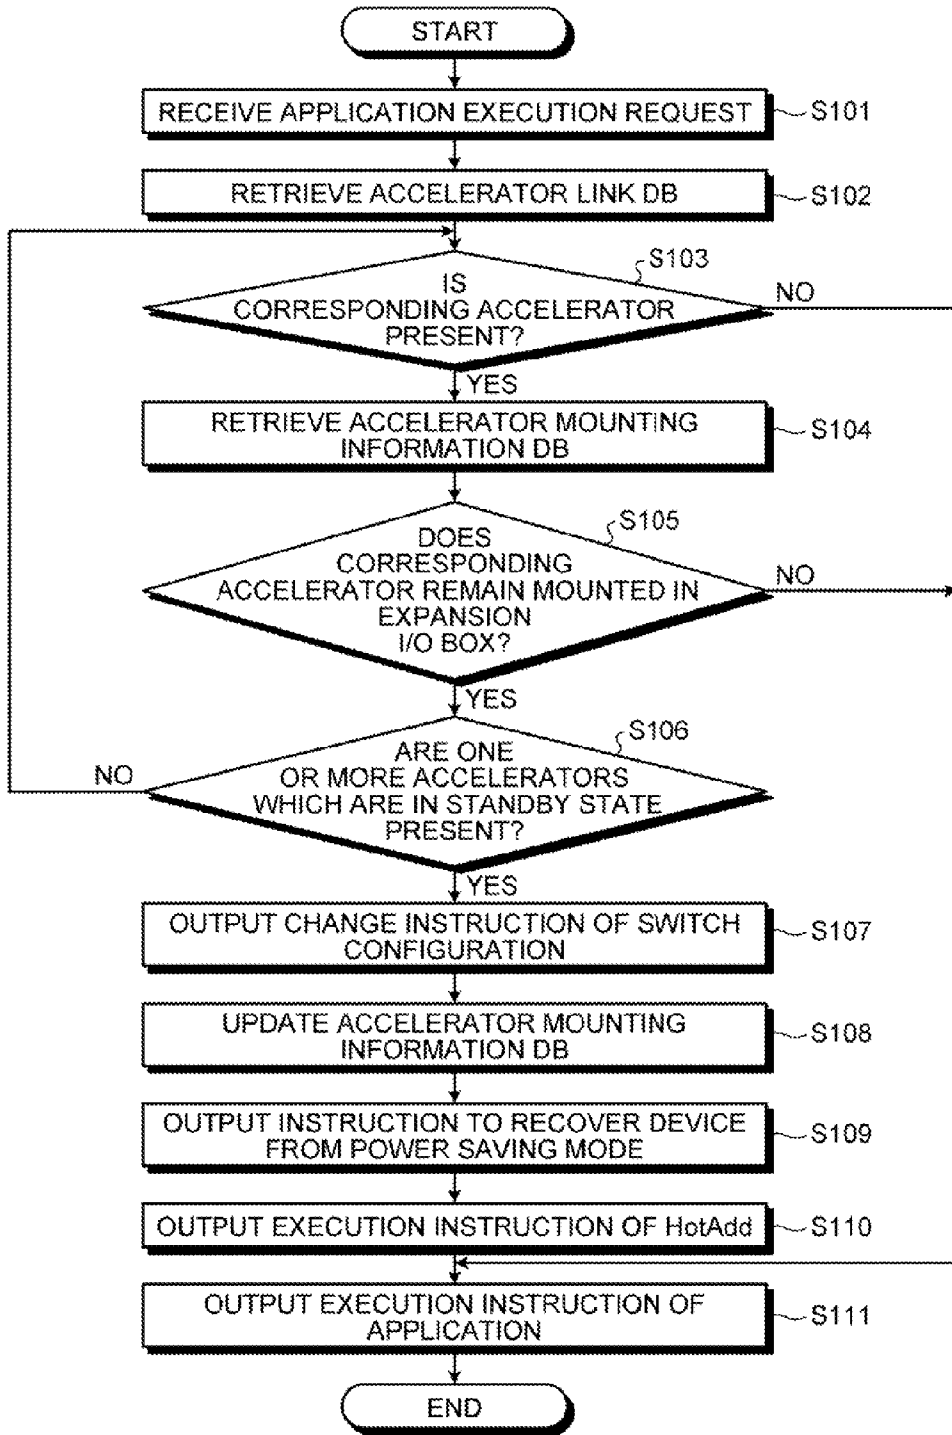 START
RECEIVE APPLICATION EXECUTION REQUEST
S101
RETRIEVE ACCELERATOR LINK DB
S102
S103
IS
CORRESPONDING ACCELERATOR
PRESENT?
NO
YES
RETRIEVE ACCELERATOR MOUNTING
INFORMATION DB
S104
S105
DOES
CORRESPONDING
ACCELERATOR REMAIN MOUNTED IN
EXPANSION
I/O BOX?
NO
YES
S106
ARE ONE
OR MORE ACCELERATORS
WHICH ARE IN STANDBY STATE
PRESENT?
NO
YES
OUTPUT CHANGE INSTRUCTION OF SWITCH
CONFIGURATION
S107
UPDATE ACCELERATOR MOUNTING
INFORMATION DB
S108
OUTPUT INSTRUCTION TO RECOVER DEVICE
FROM POWER SAVING MODE
S109
OUTPUT EXECUTION INSTRUCTION OF HotAdd
S110
OUTPUT EXECUTION INSTRUCTION OF
APPLICATION
S111
END